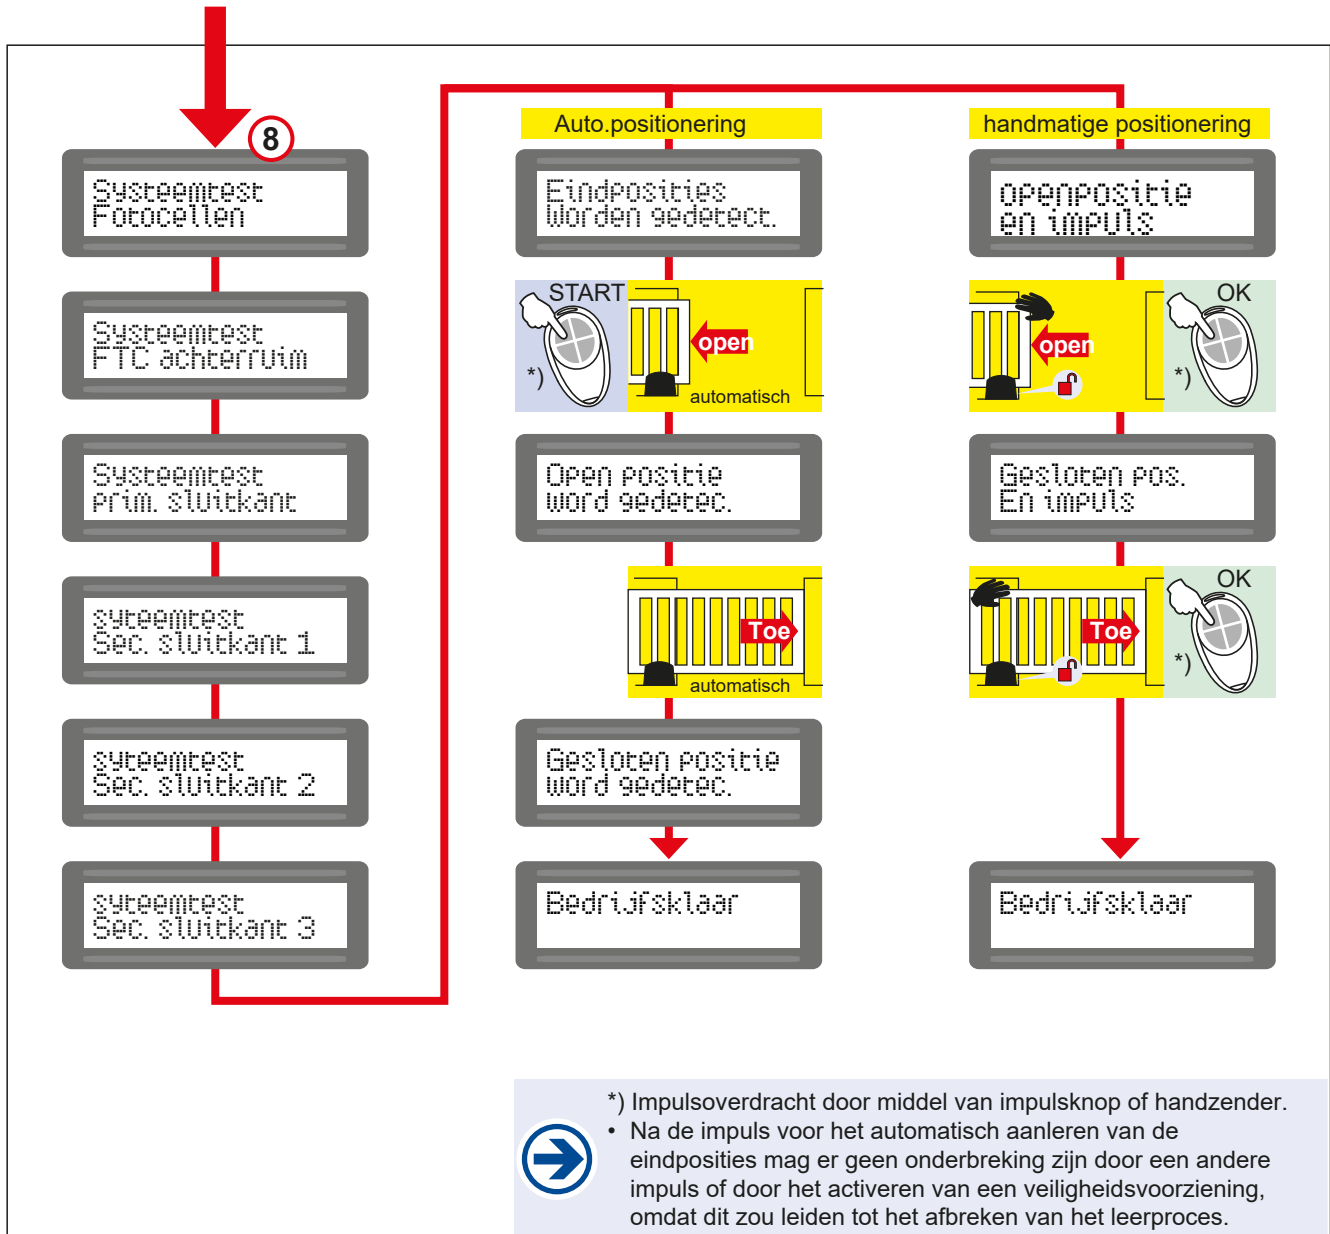 8
Systeemtest
Fotocellen
Systeemtest
FTC achterruim
Systeemtest
prim. sluitkant
syteemtest
Sec. sluitkant 1
syteemtest
Sec. sluitkant 2
syteemtest
Sec. sluitkant 3
Auto.positionering
Eindposities
Worden gedetect.
START
*)
open
automatisch
Open positie
word gedetec.
Toe
automatisch
Gesloten positie
word gedetec.
Bedrijfsklaar
handmatige positionering
openpositie
en impuls
open
OK
*)
Gesloten pos.
En impuls
Toe
OK
*)
Bedrijfsklaar
*) Impulsoverdracht door middel van impulsknop of handzender.
• Na de impuls voor het automatisch aanleren van de
eindposities mag er geen onderbreking zijn door een andere
impuls of door het activeren van een veiligheidsvoorziening,
omdat dit zou leiden tot het afbreken van het leerproces.